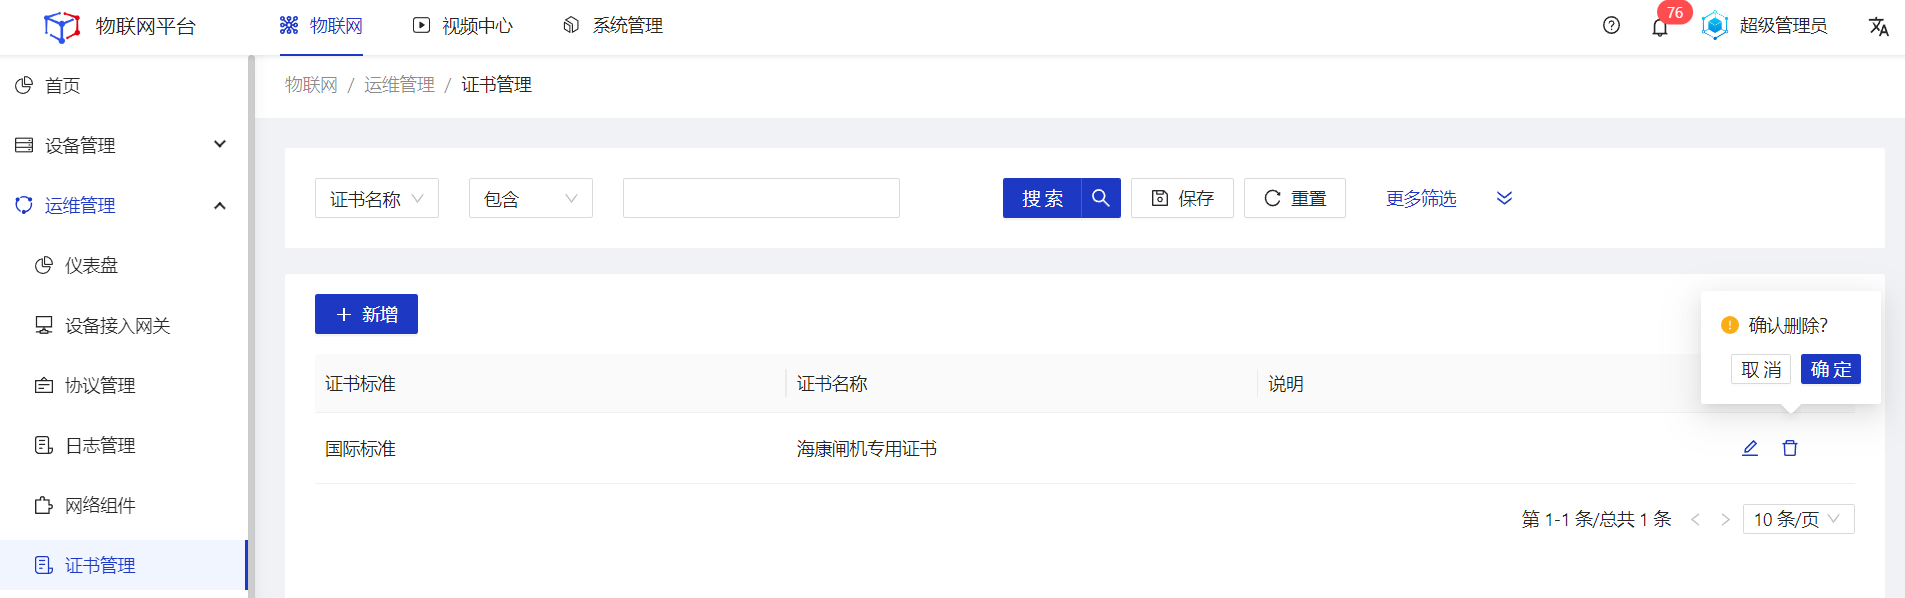 物联网平台
物联网
视频中心
系统管理
76
超级管理员
首页
设备管理
运维管理
仪表盘
设备接入网关
协议管理
日志管理
网络组件
证书管理
物联网 / 运维管理 / 证书管理
证书名称
包含
搜 索
保存
重置
更多筛选
新增
确认删除?
取 消
确 定
证书标准
证书名称
说明
国际标准
海康闸机专用证书
第 1-1 条/总共 1 条
10 条/页